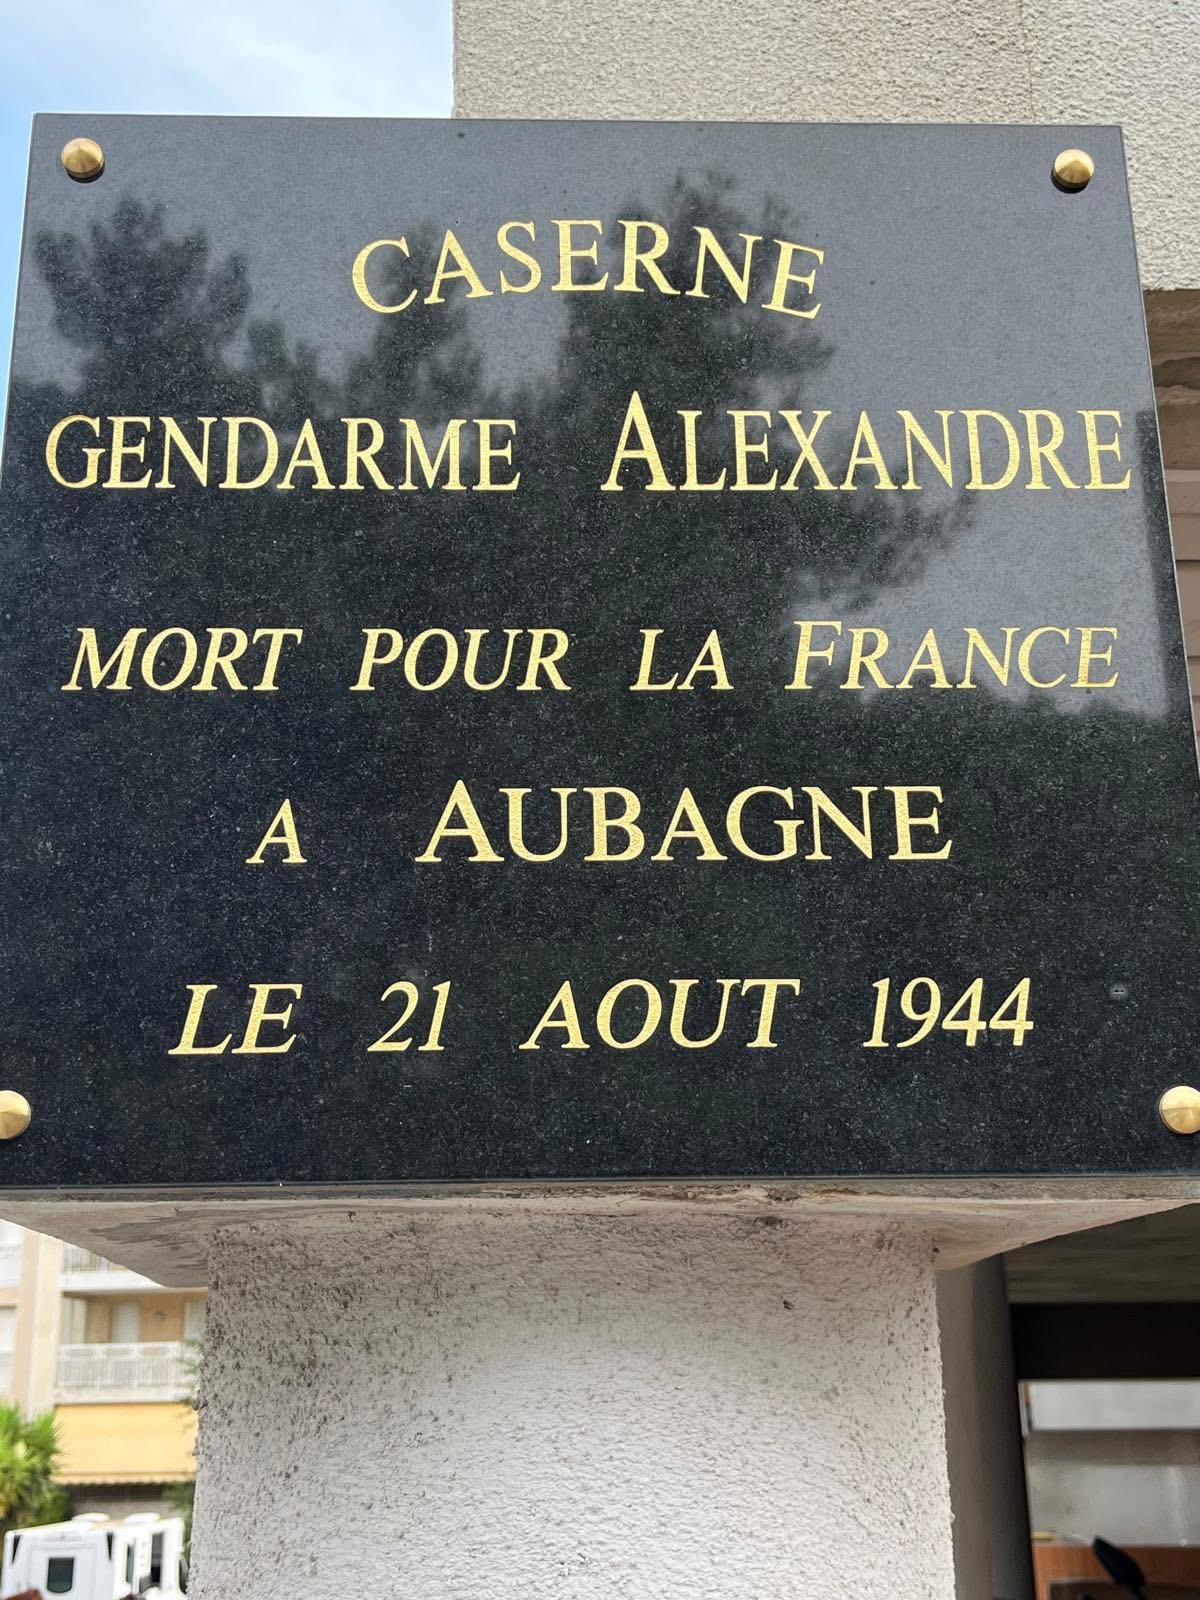 CASERNE
GENDARME ALEXANDRE
MORT POUR LA FRANCE
A AUBAGNE
LE 21 AOUT 1944